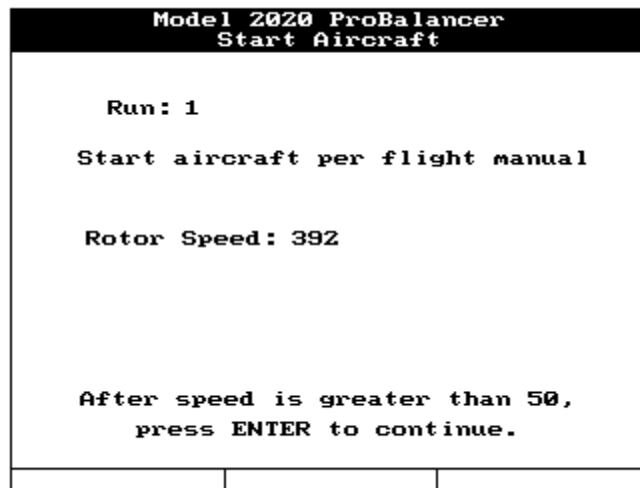 Model 2020 ProBalancer
Start Aircraft
Run: 1
Start aircraft per flight manual
Rotor Speed: 392
After speed is greater than 50,
press ENTER to continue.